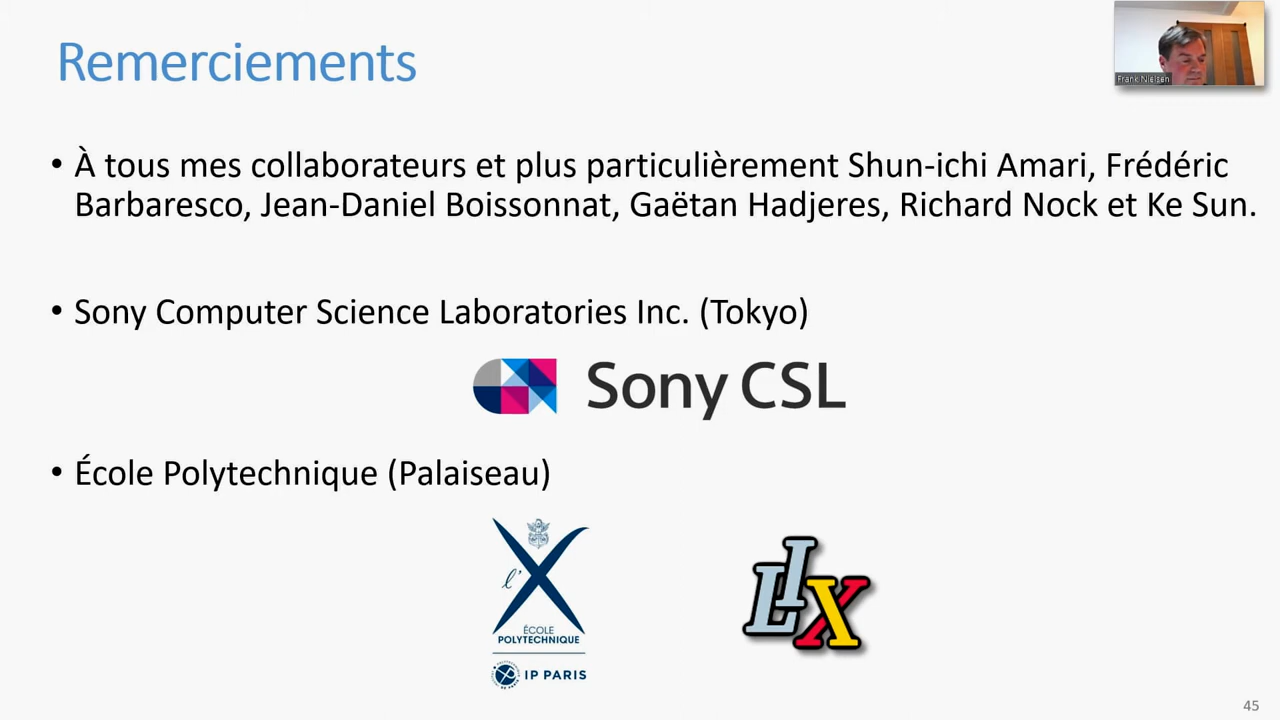 Remerciements
Frank Nielsen
• À tous mes collaborateurs et plus particulièrement Shun-ichi Amari, Frédéric
Barbaresco, Jean-Daniel Boissonnat, Gaëtan Hadjeres, Richard Nock et Ke Sun.
• Sony Computer Science Laboratories Inc. (Tokyo)
Sony CSL
• École Polytechnique (Palaiseau)
l'X
ÉCOLE
POLYTECHNIQUE
IP PARIS
LIX
45